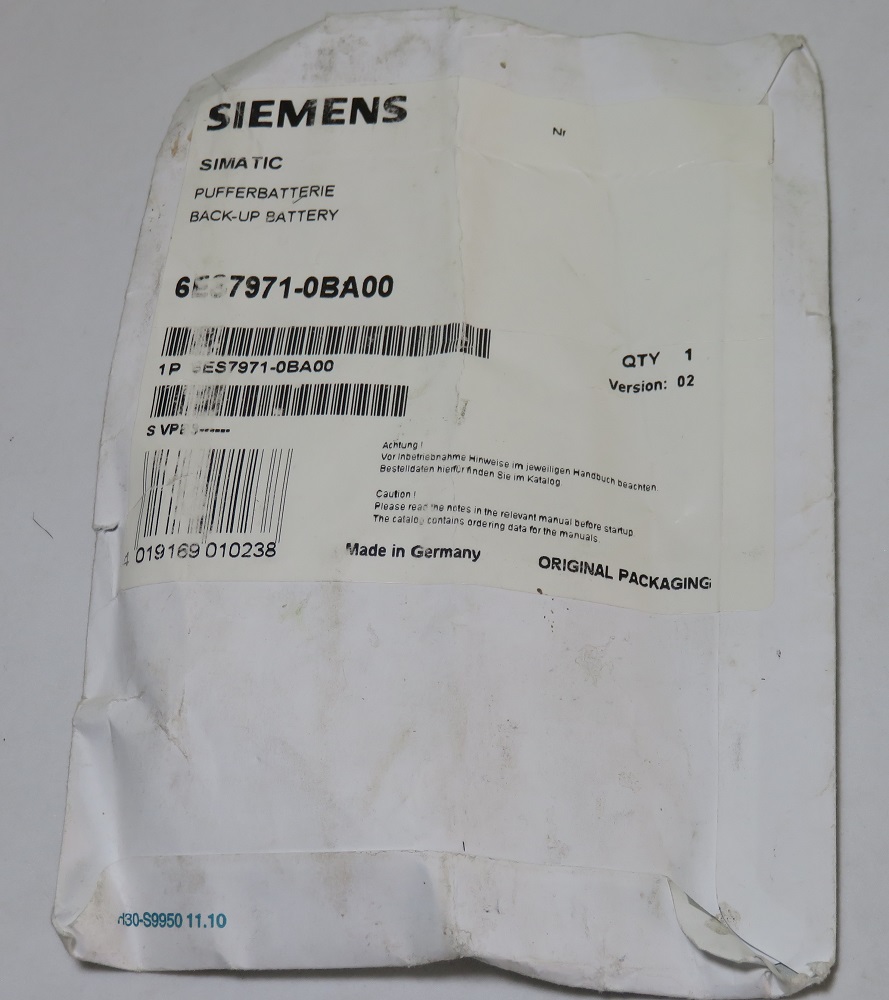 SIEMENS
Nr
SIMATIC
PUFFERBATTERIE
BACK-UP BATTERY
6ES7971-0BA00
1P 6ES7971-0BA00
QTY 1
Version: 02
S VPE
Achtung !
Vor Inbetriebnahme Hinweise im jeweiligen Handbuch beachten.
Bestelldaten hierfür finden Sie im Katalog.
Caution !
Please read the notes in the relevant manual before startup.
The catalog contains ordering data for the manuals.
4 019169 010238
Made in Germany
ORIGINAL PACKAGING
30-S9950 11.10